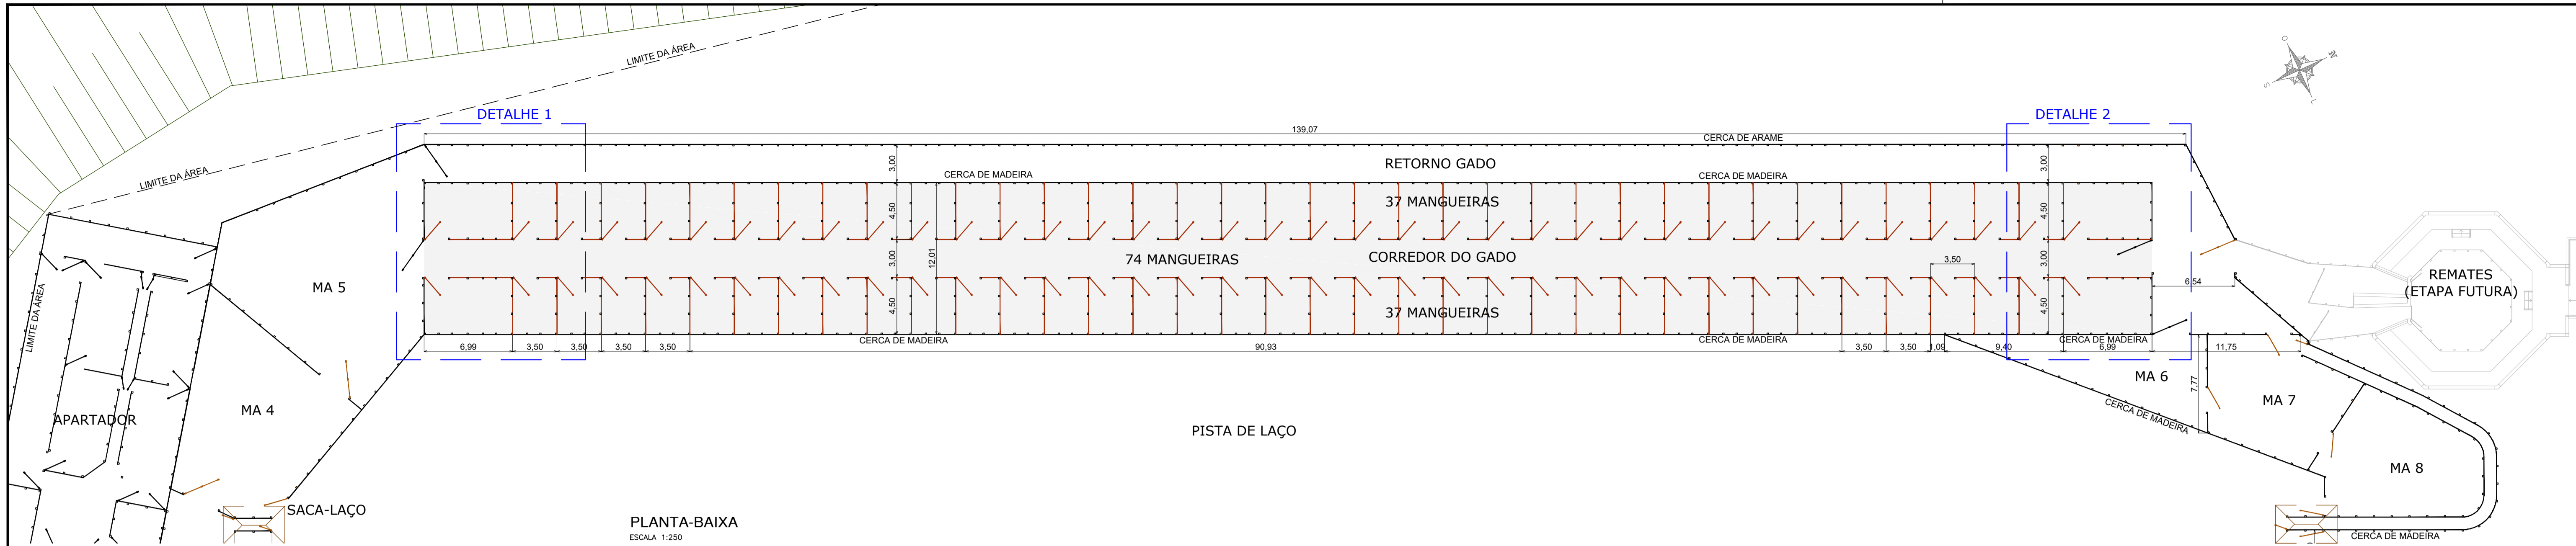 O
N
S
L
LIMITE DA ÁREA
DETALHE 1
DETALHE 2
139,07
CERCA DE ARAME
RETORNO GADO
3,00
3,00
LIMITE DA ÁREA
CERCA DE MADEIRA
CERCA DE MADEIRA
37 MANGUEIRAS
4,50
4,50
3,00
12,01
74 MANGUEIRAS
CORREDOR DO GADO
3,50
3,00
6,54
REMATES
(ETAPA FUTURA)
MA 5
LIMITE DA ÁREA
4,50
37 MANGUEIRAS
4,50
CERCA DE MADEIRA
CERCA DE MADEIRA
CERCA DE MADEIRA
6,99
3,50
3,50
3,50
3,50
90,93
3,50
3,50
1,09
9,40
6,99
11,75
MA 6
7,77
MA 7
CERCA DE MADEIRA
MA 4
APARTADOR
PISTA DE LAÇO
MA 8
SACA-LAÇO
PLANTA-BAIXA
ESCALA 1:250
CERCA DE MADEIRA